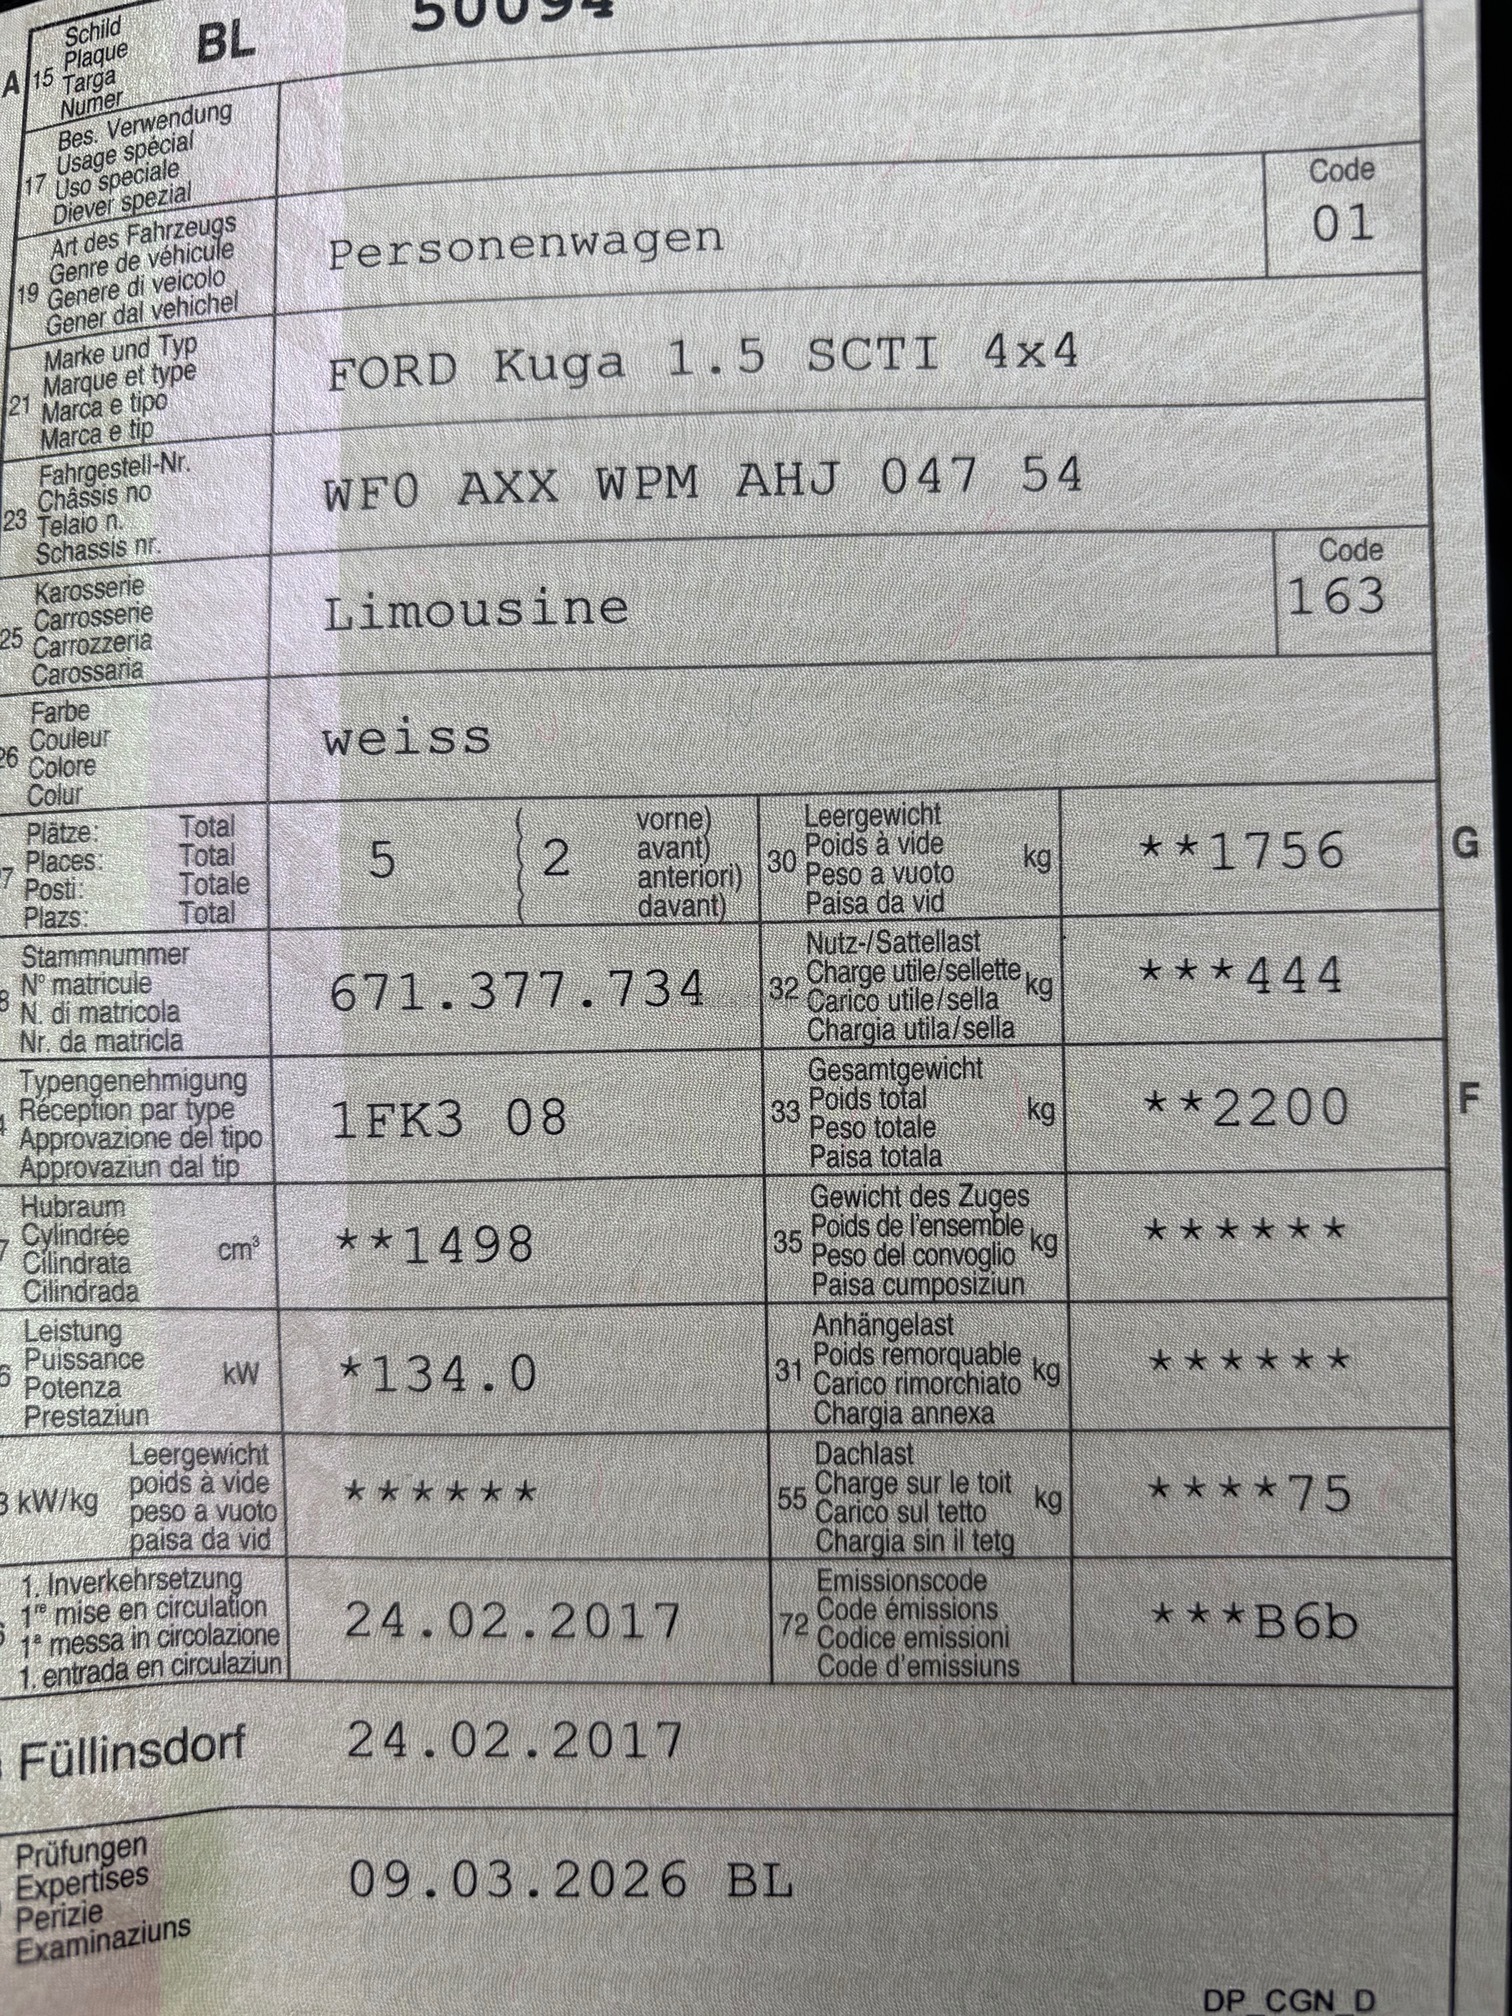 A 15 Schild Plaque Targa Numer BL 50094
17 Bes. Verwendung
Usage spécial
Uso speciale
Diever spezial
19 Art des Fahrzeugs
Genre de véhicule
Genere di veicolo
Gener dal vehichel
Personenwagen
Code
01
21 Marke und Typ
Marque et type
Marca e tipo
Marca e tip
FORD Kuga 1.5 SCTI 4x4
23 Fahrgestell-Nr.
Châssis no
Telaio n.
Schassis nr.
WF0 AXX WPM AHJ 047 54
25 Karosserie
Carrosserie
Carrozzeria
Carossaria
Limousine
Code
163
26 Farbe
Couleur
Colore
Colur
weiss
7 Plätze: Total
Places: Total
Posti: Totale
Plazs: Total
5 ( 2 vorne)
avant)
anteriori)
davant)
30 Leergewicht
Poids à vide
Peso a vuoto
Paisa da vid
kg
**1756
G
8 Stammnummer
N° matricule
N. di matricola
Nr. da matricla
671.377.734
32 Nutz-/Sattellast
Charge utile/sellette
Carico utile/sella
Chargia utila/sella
kg
***444
Typengenehmigung
Réception par type
Approvazione del tipo
Approvaziun dal tip
1FK3 08
33 Gesamtgewicht
Poids total
Peso totale
Paisa totala
kg
**2200
F
7 Hubraum
Cylindrée
Cilindrata
Cilindrada
cm³
**1498
35 Gewicht des Zuges
Poids de l'ensemble
Peso del convoglio
Paisa cumposiziun
kg
******
6 Leistung
Puissance
Potenza
Prestaziun
kW
*134.0
31 Anhängelast
Poids remorquable
Carico rimorchiato
Chargia annexa
kg
******
kW/kg Leergewicht
poids à vide
peso a vuoto
paisa da vid
******
55 Dachlast
Charge sur le toit
Carico sul tetto
Chargia sin il tetg
kg
****75
1. Inverkehrsetzung
1re mise en circulation
1a messa in circolazione
1. entrada en circulaziun
24.02.2017
72 Emissionscode
Code émissions
Codice emissioni
Code d'emissiuns
***B6b
Füllinsdorf 24.02.2017
Prüfungen
Expertises
Perizie
Examinaziuns
09.03.2026 BL
DP_CGN_D